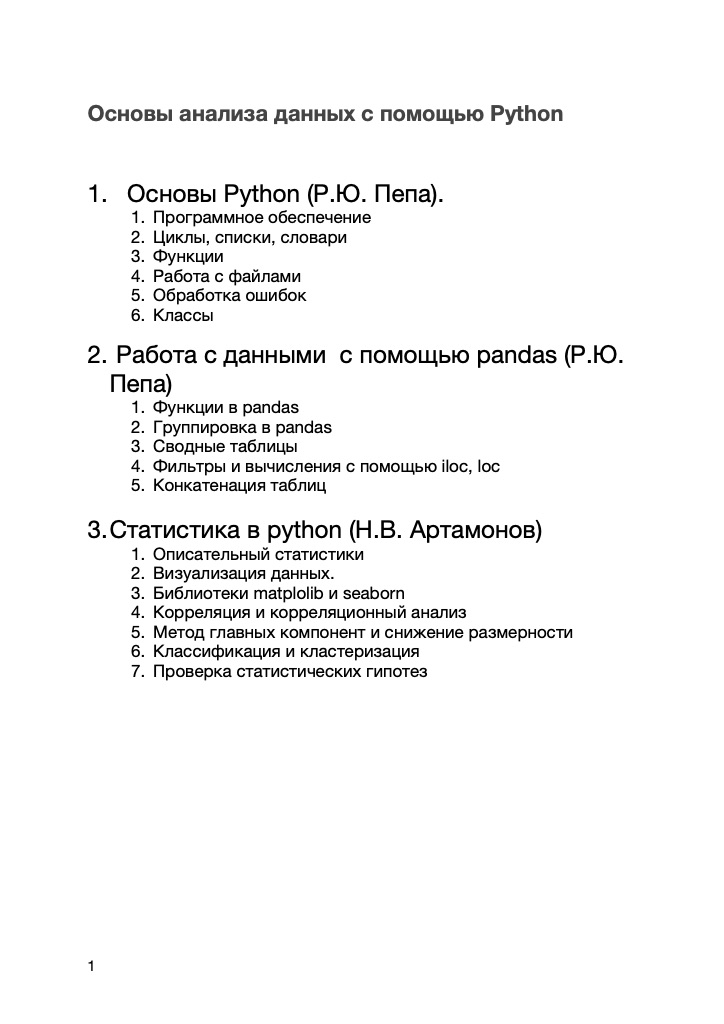 Основы анализа данных с помощью Python
1. Основы Python (Р.Ю. Пепа).
1. Программное обеспечение
2. Циклы, списки, словари
3. Функции
4. Работа с файлами
5. Обработка ошибок
6. Классы
2. Работа с данными с помощью pandas (Р.Ю.
Пепа)
1. Функции в pandas
2. Группировка в pandas
3. Сводные таблицы
4. Фильтры и вычисления с помощью iloc, loc
5. Конкатенация таблиц
3.Статистика в python (Н.В. Артамонов)
1. Описательный статистики
2. Визуализация данных.
3. Библиотеки matplolib и seaborn
4. Корреляция и корреляционный анализ
5. Метод главных компонент и снижение размерности
6. Классификация и кластеризация
7. Проверка статистических гипотез
1